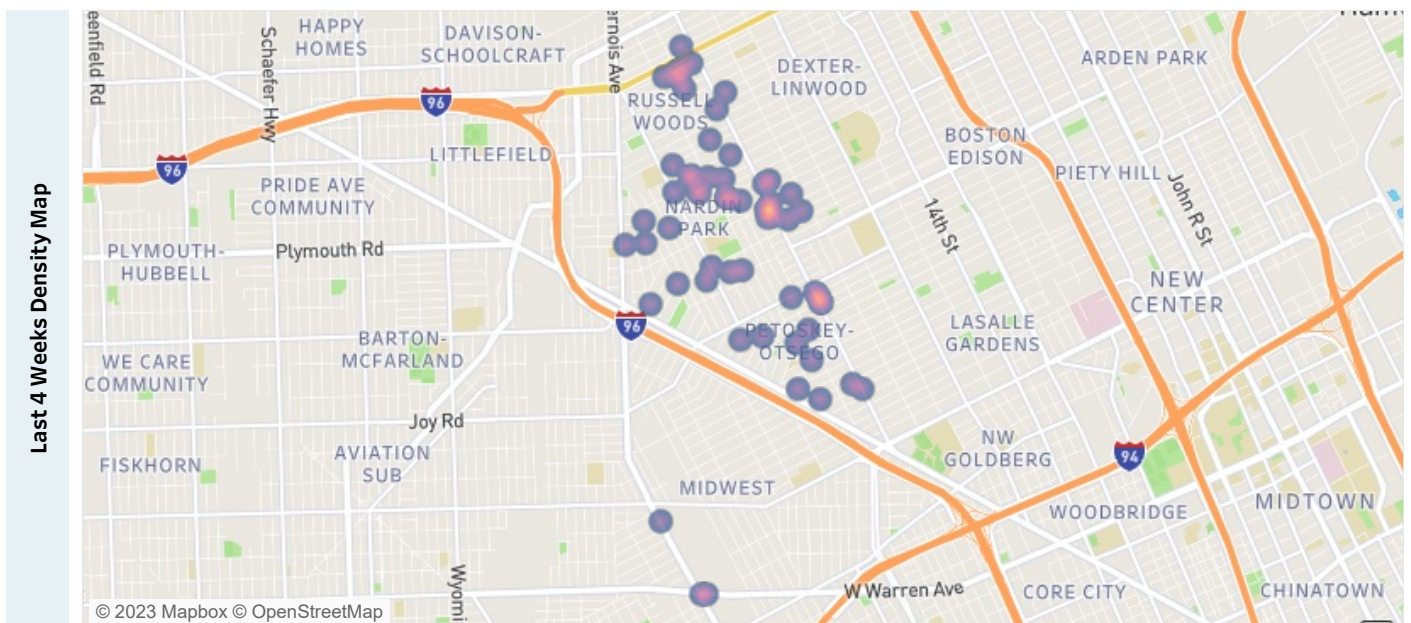 Last 4 Weeks Density Map
eenfield Rd
Schaefer Hwy
HAPPY
HOMES
DAVISON-
SCHOOLCRAFT
ernois Ave
DEXTER-
LINWOOD
ARDEN PARK
96
RUSSELL
WOODS
BOSTON
EDISON
LITTLEFIELD
96
PIETY HILL
PRIDE AVE
COMMUNITY
John R St
NARDIN
PARK
14th St
PLYMOUTH-
HUBBELL
Plymouth Rd
NEW
CENTER
96
PETOSKEY-
OTSEGO
LASALLE
GARDENS
BARTON-
MCFARLAND
WE CARE
COMMUNITY
Joy Rd
NW
GOLDBERG
94
FISKHORN
AVIATION
SUB
MIDWEST
MIDTOWN
WOODBRIDGE
Wyomi
W Warren Ave
CORE CITY
CHINATOWN
© 2023 Mapbox © OpenStreetMap